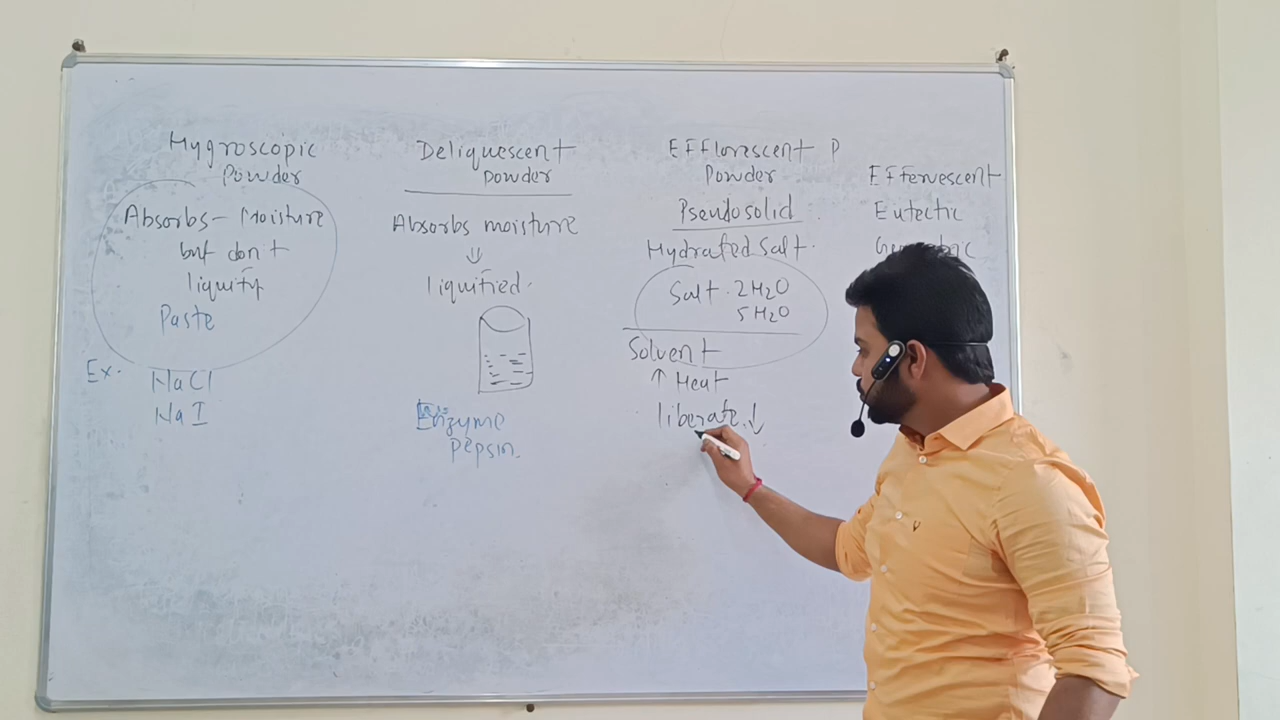 Hygroscopic
Powder
Absorbs - Moisture
but don't
liquify
Paste
Ex.
NaCl
NaI
Deliquescent
Powder
Absorbs moisture
⇓
liquified.
Enzyme
pepsin.
Efflorescent P
Powder
Pseudosolid
Hydrated salt.
Salt. 2H₂O
5H₂O
Solvent
↑ Heat
liberate. ↓
Effervescent
Eutectic